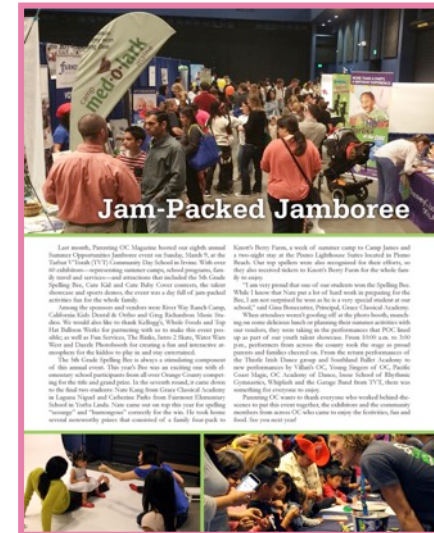 camp
med-o-lark
Jam-Packed Jamboree
Last month, Parenting OC Magazine hosted our eighth annual
Summer Opportunities Jamboree event on Sunday, March 9, at the
Tarbut V'Torah (TVT) Community Day School in Irvine. With over
60 exhibitors—representing summer camps, school programs, fam-
ily travel and services—and attractions that included the 5th Grade
Spelling Bee, Cute Kid and Cute Baby Cover contests, the talent
showcase and sports demos, the event was a day full of jam-packed
activities fun for the whole family.
Among the sponsors and vendors were River Way Ranch Camp,
California Kids Dental & Ortho and Greg Richardson Music Stu-
dios. We would also like to thank Kellogg's, Whole Foods and Top
Hat Balloon Werks for partnering with us to make this event pos-
sible; as well as Fun Services, The Rinks, Intro 2 Skate, Water Wars
West and Dazzle Photobooth for creating a fun and interactive at-
mosphere for the kiddos to play and stay entertained.
The 5th Grade Spelling Bee is always a stimulating component
of this annual event. This year's Bee was an exciting one with el-
ementary school participants from all over Orange County compet-
ing for the title and grand prize. In the seventh round, it came down
to the final two students: Nate Kung from Grace Classical Academy
in Laguna Niguel and Catherine Parks from Fairmont Elementary
School in Yorba Linda. Nate came out on top this year for spelling
"scourge" and "humongous" correctly for the win. He took home
several noteworthy prizes that consisted of a family four-pack to
Knott's Berry Farm, a week of summer camp to Camp James and
a two-night stay at the Pismo Lighthouse Suites located in Pismo
Beach. Our top spellers were also recognized for their efforts, so
they also received tickets to Knott's Berry Farm for the whole fam-
ily to enjoy.
"I am very proud that one of our students won the Spelling Bee.
While I know that Nate put a lot of hard work in preparing for the
Bee, I am not surprised he won as he is a very special student at our
school," said Gina Bonaccorsi, Principal, Grace Classical Academy.
When attendees weren't goofing off at the photo booth, munch-
ing on some delicious lunch or planning their summer activities with
our vendors, they were taking in the performances that POC lined
up as part of our youth talent showcase. From 10:00 a.m. to 3:00
p.m., performers from across the county took the stage as proud
parents and families cheered on. From the return performances of
the Thistle Irish Dance group and Southland Ballet Academy to
new performances by VibaH OC, Young Singers of OC, Pacific
Coast Magic, OC Academy of Dance, Isaac School of Rhythmic
Gymnastics, Whiplash and the Garage Band from TVT, there was
something for everyone to enjoy.
Parenting OC wants to thank everyone who worked behind-the-
scenes to put this event together, the exhibitors and the community
members from across OC who came to enjoy the festivities, fun and
food. See you next year!